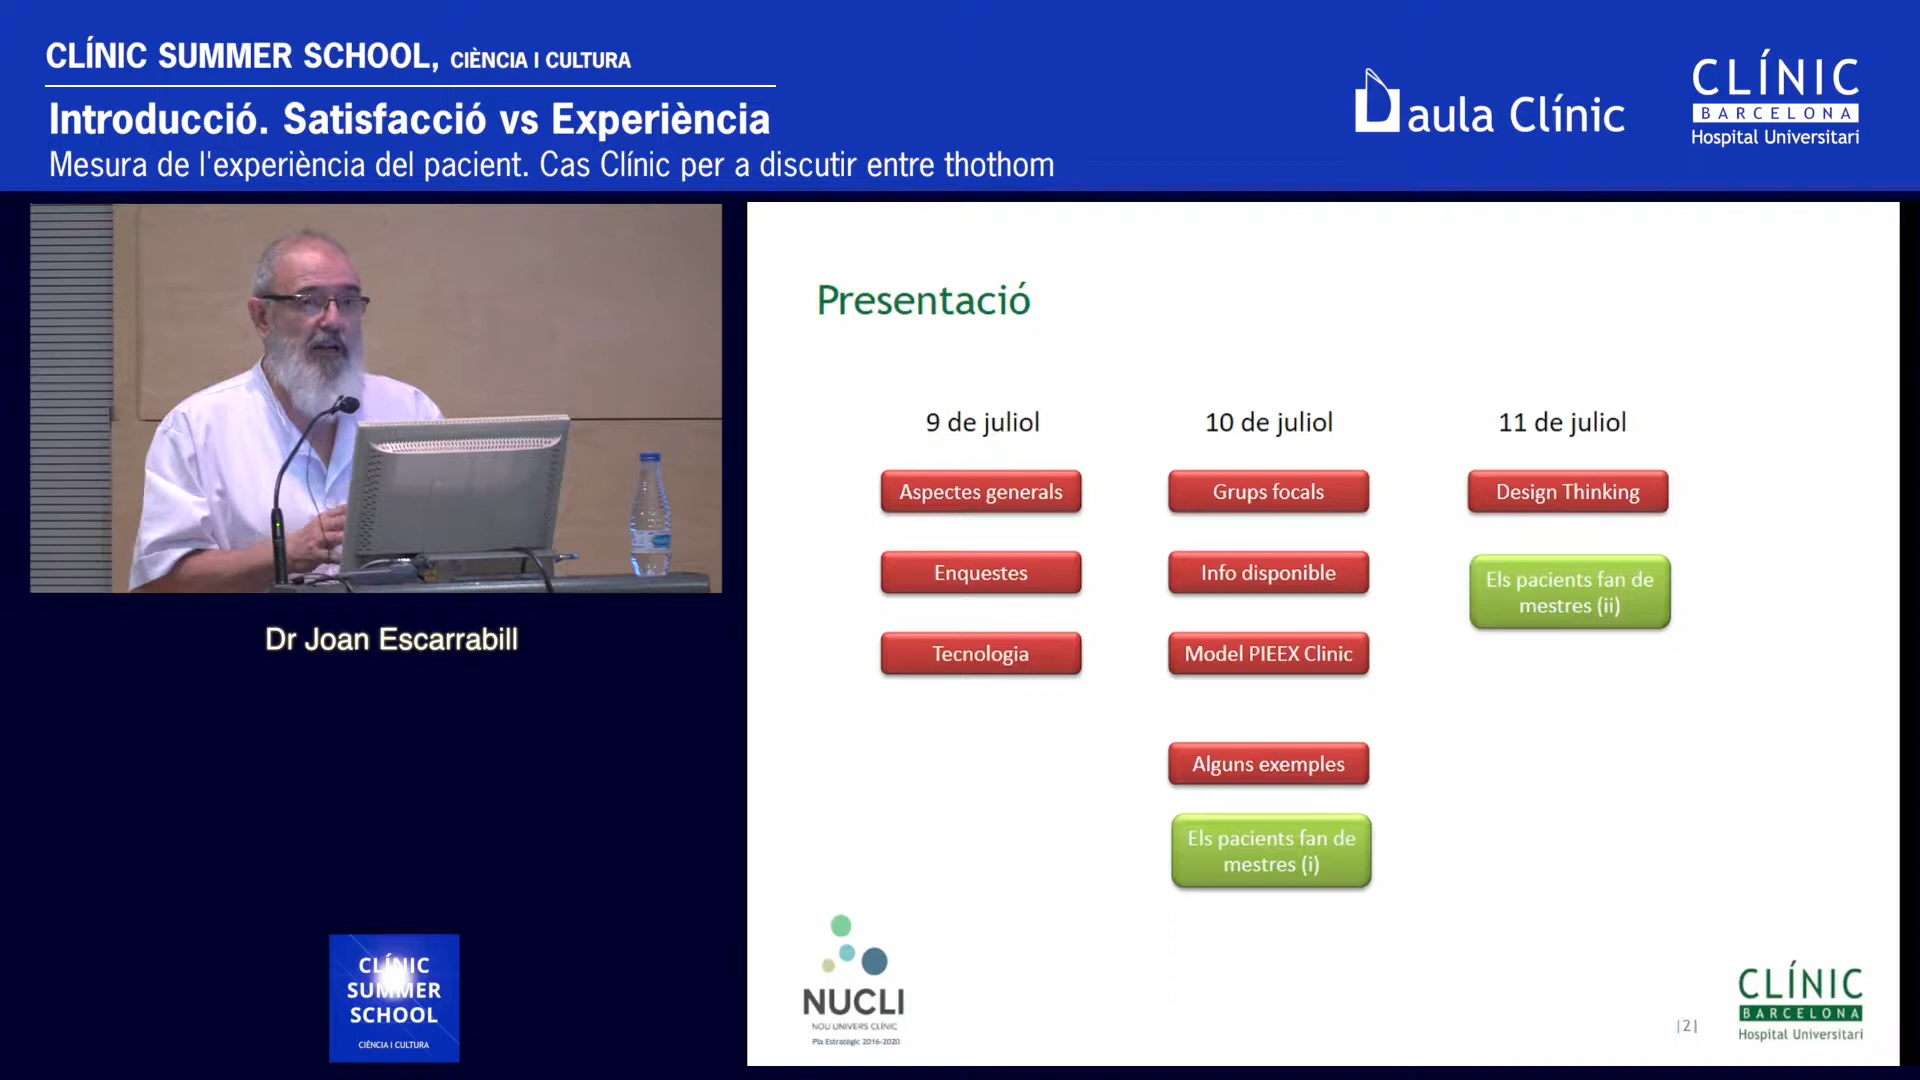 CLÍNIC SUMMER SCHOOL, CIÈNCIA I CULTURA
Introducció. Satisfacció vs Experiència
Mesura de l'experiència del pacient. Cas Clínic per a discutir entre thothom
aula Clínic
CLÍNIC
BARCELONA
Hospital Universitari
Dr Joan Escarrabill
CLÍNIC
SUMMER
SCHOOL
CIÈNCIA I CULTURA
Presentació
9 de juliol
Aspectes generals
Enquestes
Tecnologia
10 de juliol
Grups focals
Info disponible
Model PIEEX Clinic
Alguns exemples
Els pacients fan de
mestres (i)
11 de juliol
Design Thinking
Els pacients fan de
mestres (ii)
NUCLI
NOU UNIVERS CLÍNIC
Pla Estratègic 2016-2020
|2|
CLÍNIC
BARCELONA
Hospital Universitari